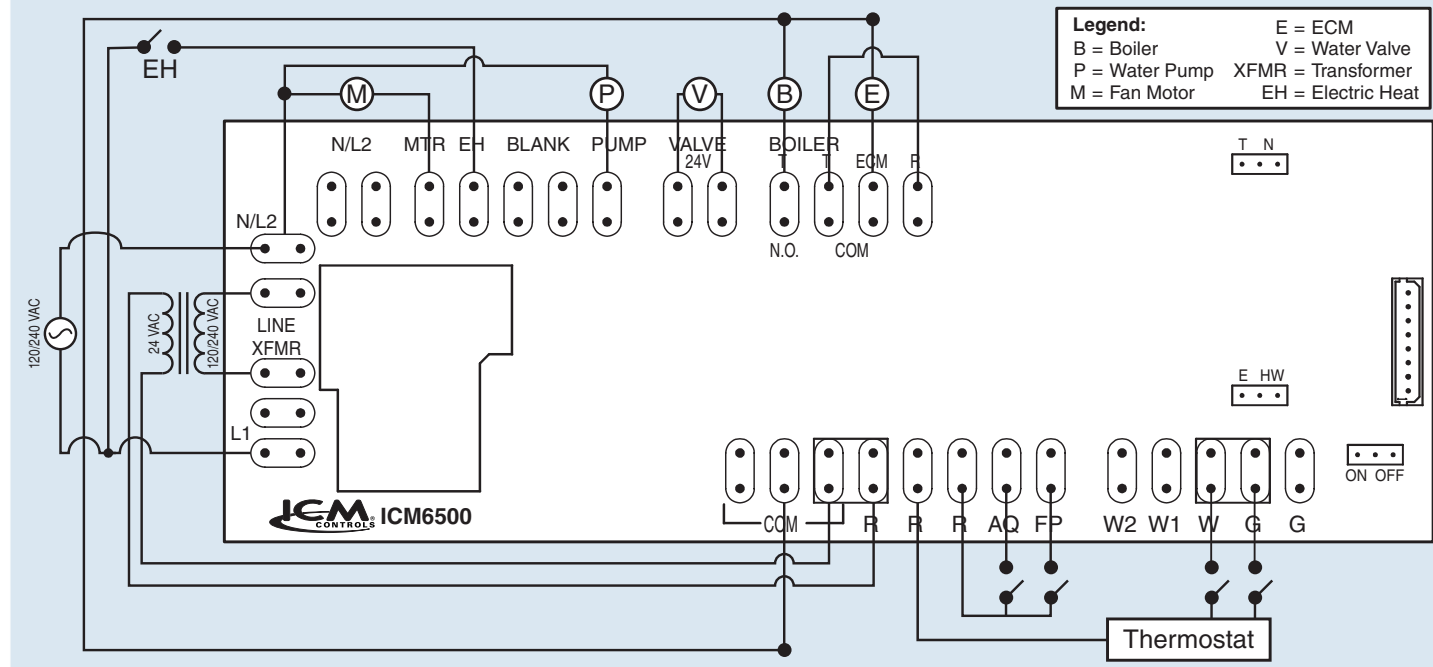 Legend:
B = Boiler
P = Water Pump
M = Fan Motor
E = ECM
V = Water Valve
XFMR = Transformer
EH = Electric Heat
EH
M
P
V
B
E
N/L2 MTR EH BLANK PUMP VALVE BOILER
24V T T ECM R
N.O. COM
T N
N/L2
LINE
XFMR
L1
120/240 VAC
24 VAC
120/240 VAC
E HW
ON OFF
ICM CONTROLS ICM6500
COM R R R AQ FP W2 W1 W G G
Thermostat